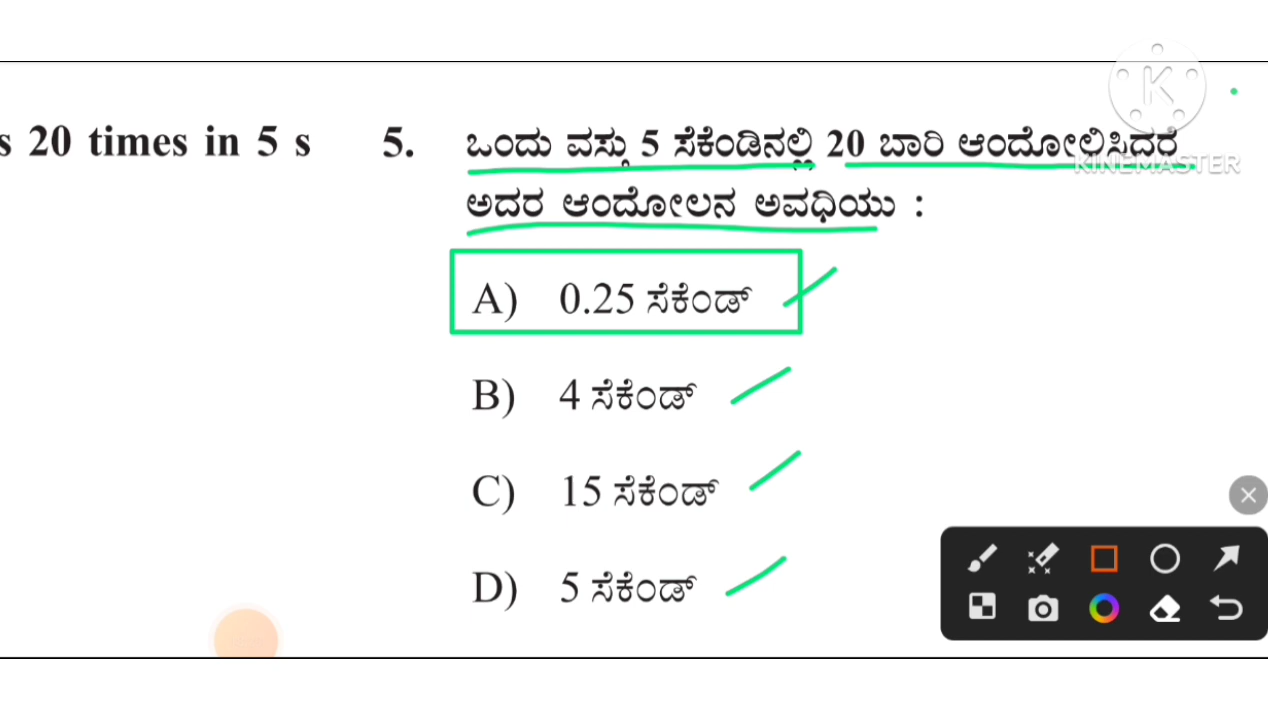 K
KINEMASTER
s 20 times in 5 s
5. ಒಂದು ವಸ್ತು 5 ಸೆಕೆಂಡಿನಲ್ಲಿ 20 ಬಾರಿ ಆಂದೋಲಿಸಿದರೆ
ಅದರ ಆಂದೋಲನ ಅವಧಿಯು :
A) 0.25 ಸೆಕೆಂಡ್
B) 4 ಸೆಕೆಂಡ್
C) 15 ಸೆಕೆಂಡ್
D) 5 ಸೆಕೆಂಡ್